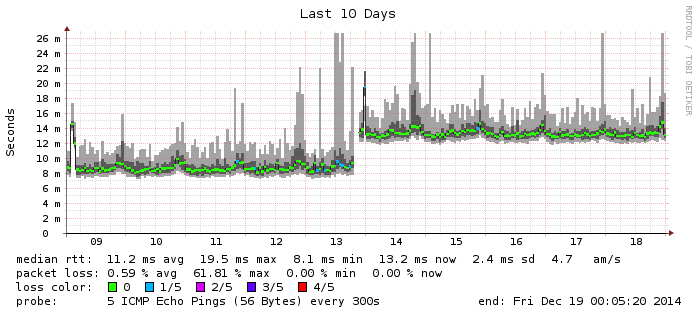 Last 10 Days
RRDTOOL / TOBI OETIKER
Seconds
26 m
24 m
22 m
20 m
18 m
16 m
14 m
12 m
10 m
8 m
6 m
4 m
2 m
0
09 10 11 12 13 14 15 16 17 18
median rtt: 11.2 ms avg 19.5 ms max 8.1 ms min 13.2 ms now 2.4 ms sd 4.7 am/s
packet loss: 0.59 % avg 61.81 % max 0.00 % min 0.00 % now
loss color: 0 1/5 2/5 3/5 4/5
probe: 5 ICMP Echo Pings (56 Bytes) every 300s end: Fri Dec 19 00:05:20 2014